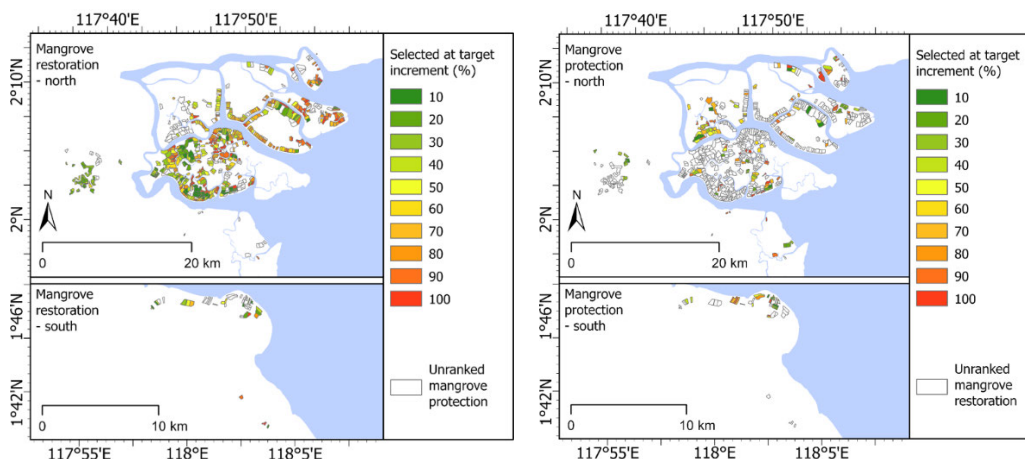 117°40'E 117°50'E
Mangrove
restoration
- north
Selected at target
increment (%)
10
20
30
40
50
60
70
80
90
100
2°10'N
2°N
N
0 20 km
Mangrove
restoration
- south
Unranked
mangrove
protection
1°46'N
1°42'N
0 10 km
117°55'E 118°E 118°5'E
117°40'E 117°50'E
Mangrove
protection
- north
Selected at target
increment (%)
10
20
30
40
50
60
70
80
90
100
2°10'N
2°N
N
0 20 km
Mangrove
protection
- south
Unranked
mangrove
restoration
1°46'N
1°42'N
0 10 km
117°55'E 118°E 118°5'E